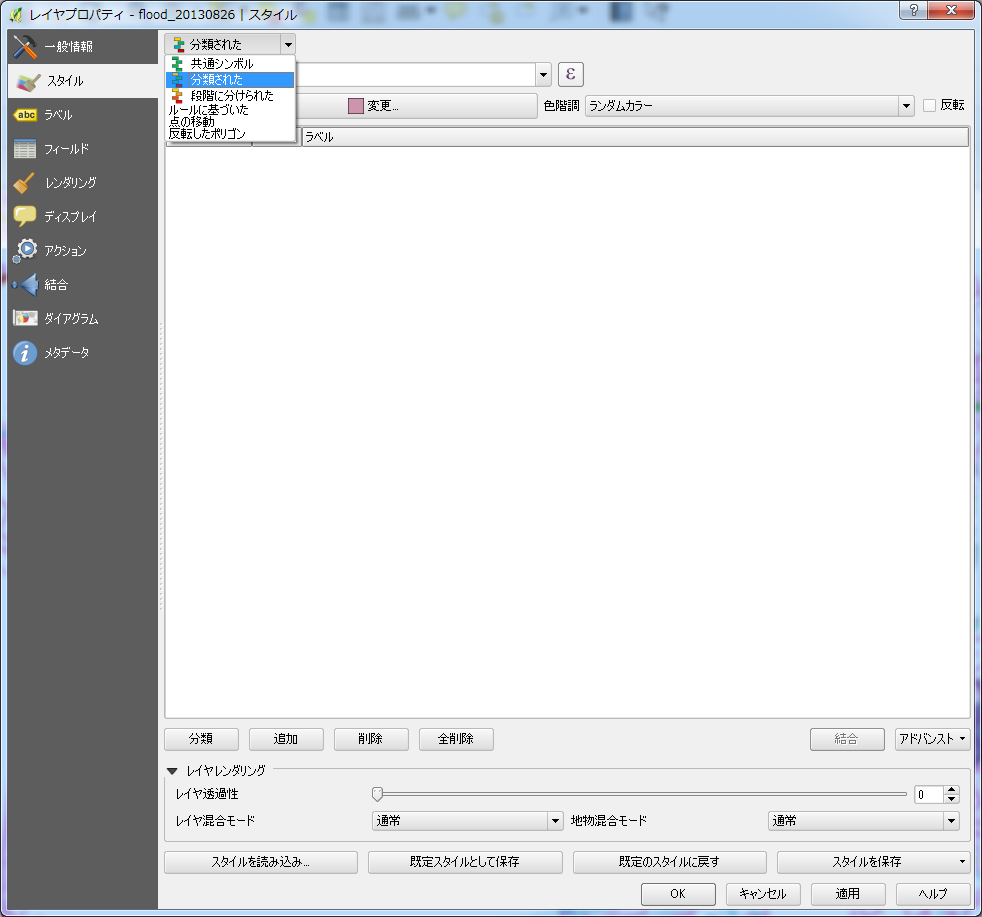 レイヤプロパティ - flood_20130826 | スタイル
一般情報
スタイル
ラベル
フィールド
レンダリング
ディスプレイ
アクション
結合
ダイアグラム
メタデータ
分類された
共通シンボル
分類された
段階に分けられた
ルールに基づいた
点の移動
反転したポリゴン
ε
変更...
色階調 ランダムカラー 反転
ラベル
分類 追加 削除 全削除 結合 アドバンスト
レイヤレンダリング
レイヤ透過性 0
レイヤ混合モード 通常 地物混合モード 通常
スタイルを読み込み... 既定スタイルとして保存 既定のスタイルに戻す スタイルを保存
OK キャンセル 適用 ヘルプ